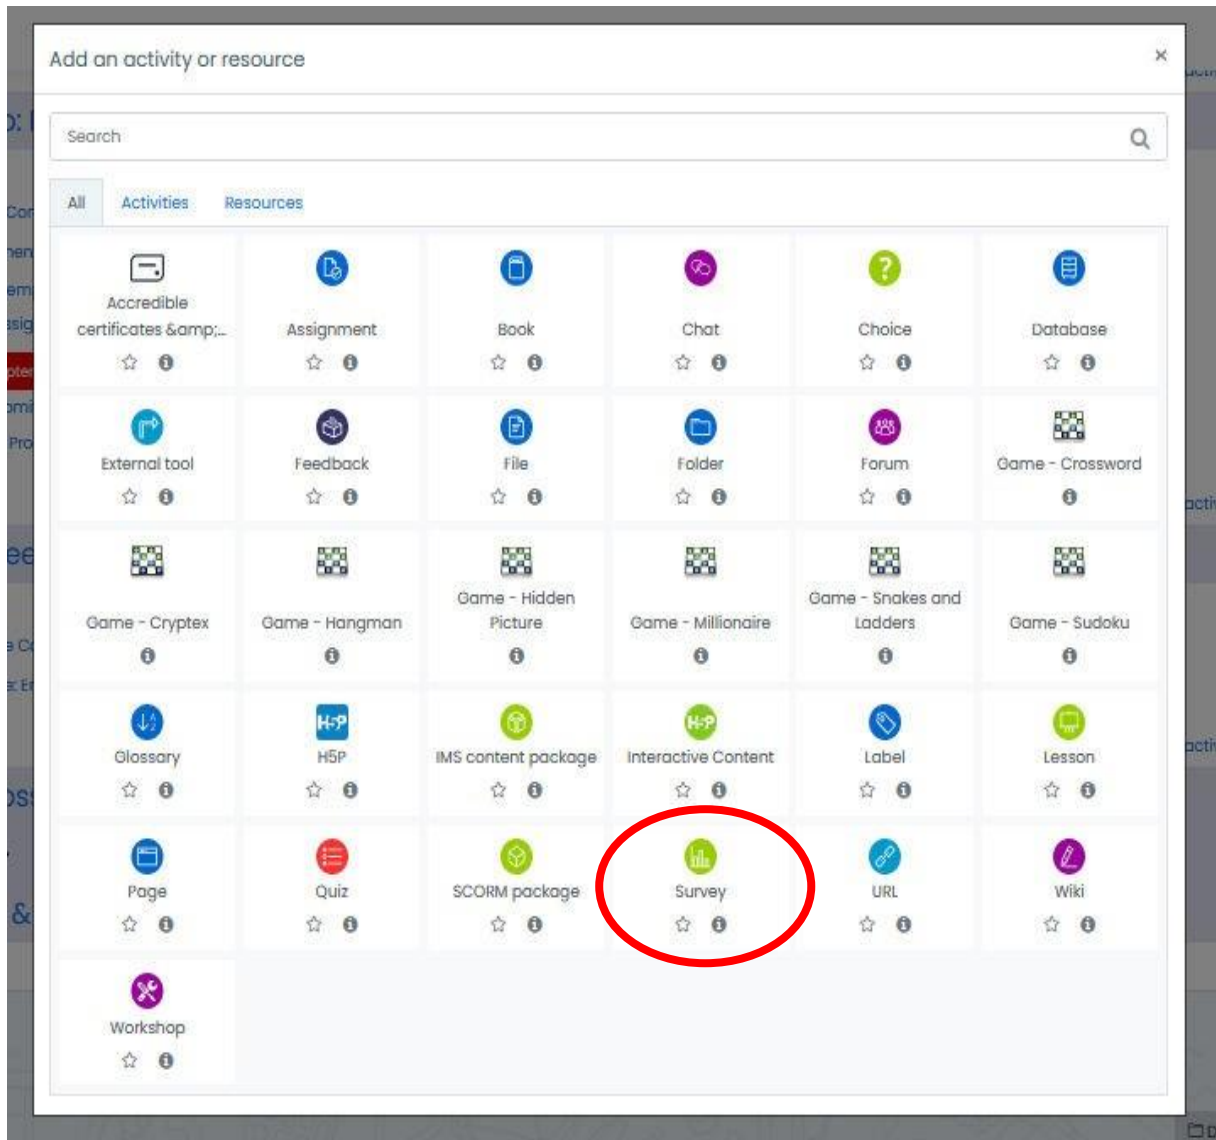 Add an activity or resource
×
Search
All Activities Resources
Accredible
certificates &amp;...
Assignment
Book
Chat
Choice
Database
External tool
Feedback
File
Folder
Forum
Game - Crossword
Game - Cryptex
Game - Hangman
Game - Hidden
Picture
Game - Millionaire
Game - Snakes and
Ladders
Game - Sudoku
Glossary
H5P
H5P
IMS content package
H5P
Interactive Content
Label
Lesson
Page
Quiz
SCORM package
Survey
URL
Wiki
Workshop
&